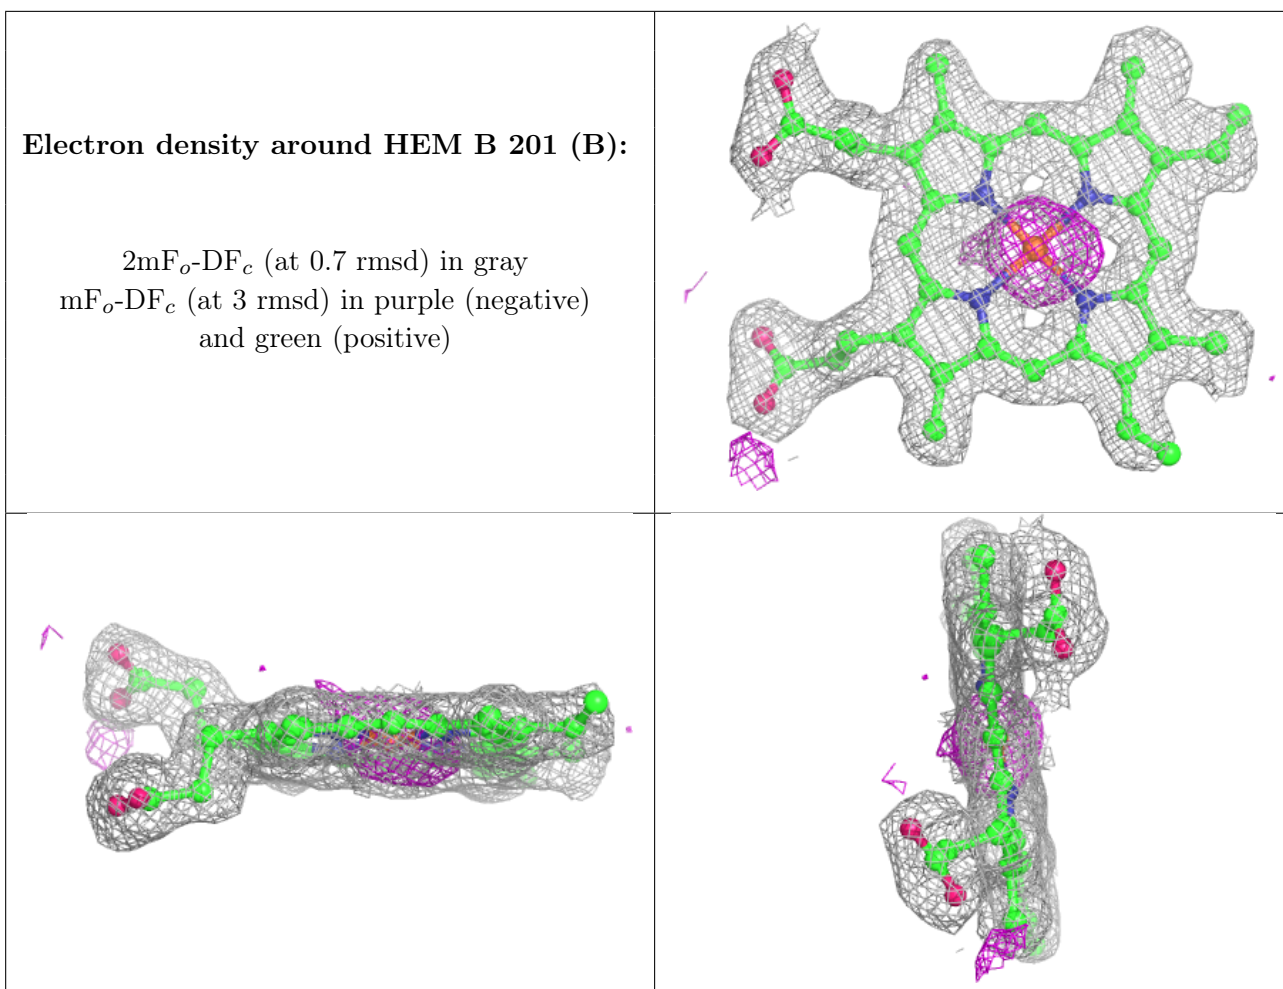 Electron density around HEM B 201 (B):
2mFo-DFc (at 0.7 rmsd) in gray
mFo-DFc (at 3 rmsd) in purple (negative)
and green (positive)